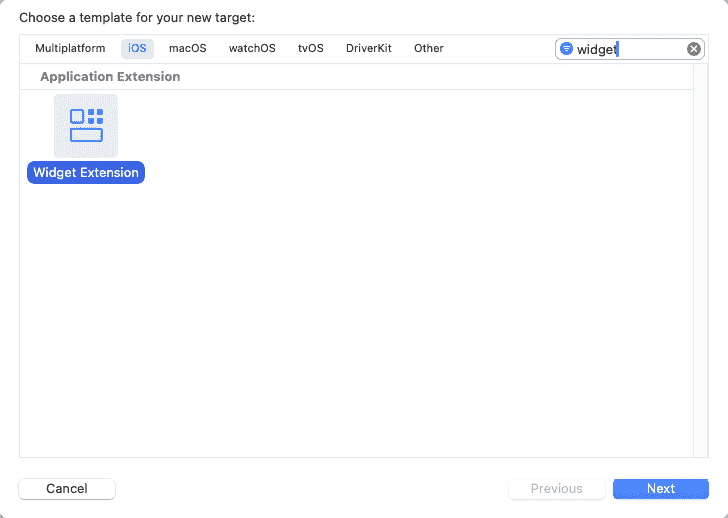 Choose a template for your new target:
Multiplatform iOS macOS watchOS tvOS DriverKit Other widget
Application Extension
Widget Extension
Cancel Previous Next